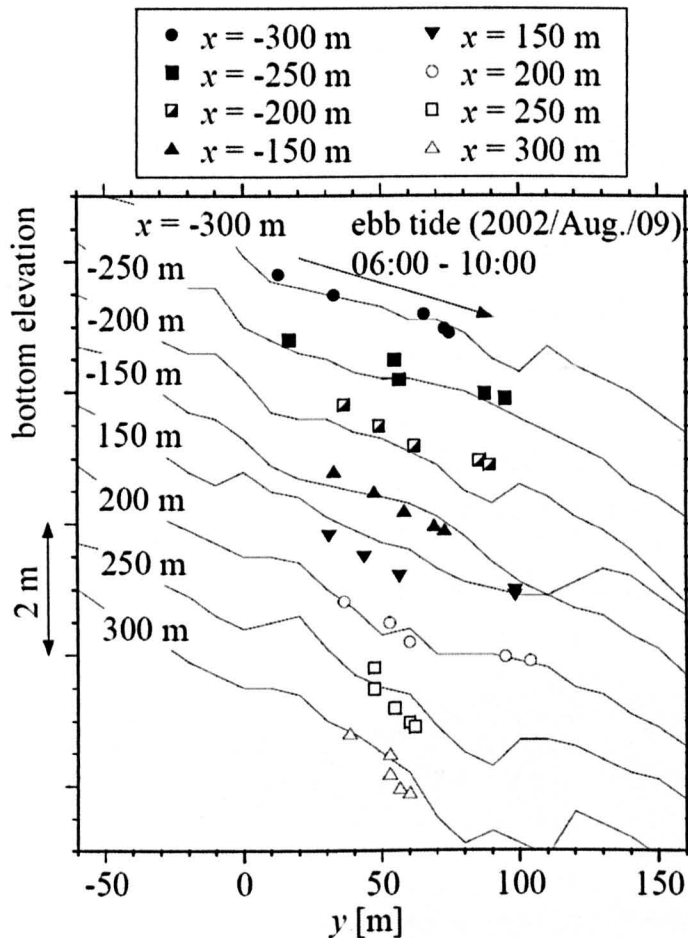 x = -300 m
x = -250 m
x = -200 m
x = -150 m
x = 150 m
x = 200 m
x = 250 m
x = 300 m
x = -300 m
ebb tide (2002/Aug./09)
06:00 - 10:00
-250 m
-200 m
-150 m
150 m
200 m
250 m
300 m
bottom elevation
2 m
-50 0 50 100 150
y [m]